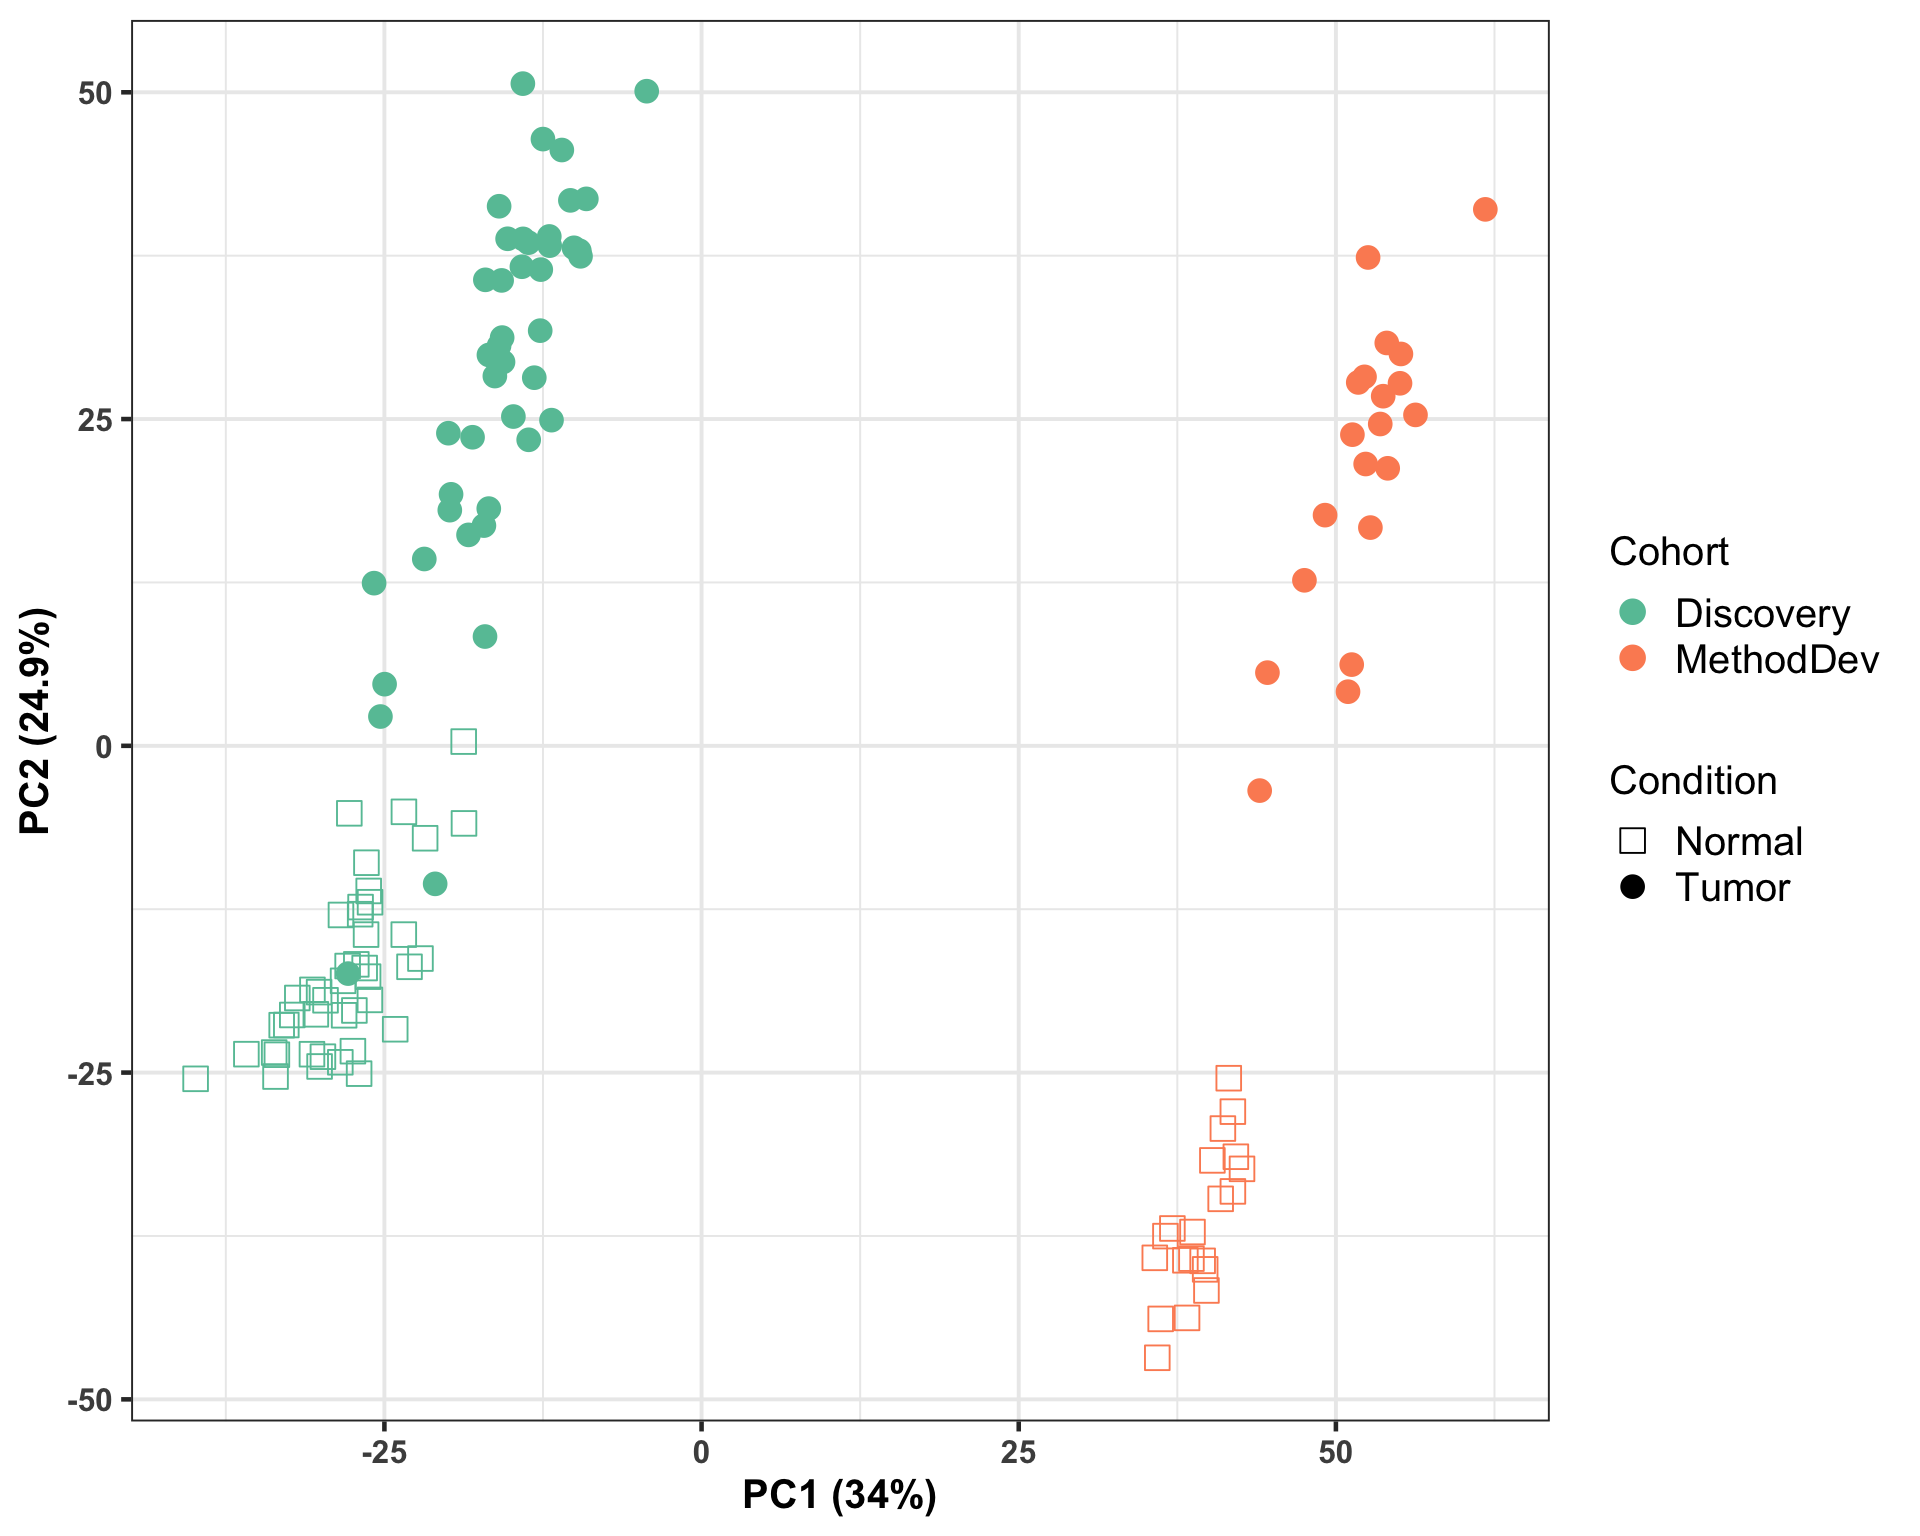 50
25
0
-25
-50
PC2 (24.9%)
-25
0
25
50
PC1 (34%)
Cohort
Discovery
MethodDev
Condition
Normal
Tumor